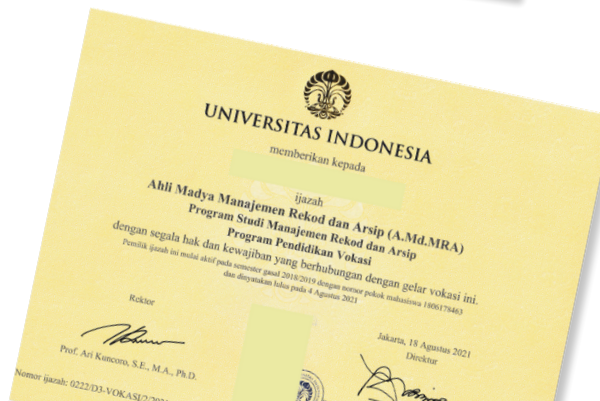 UNIVERSITAS INDONESIA
memberikan kepada
ijazah
Ahli Madya Manajemen Rekod dan Arsip (A.Md.MRA)
Program Studi Manajemen Rekod dan Arsip
Program Pendidikan Vokasi
dengan segala hak dan kewajiban yang berhubungan dengan gelar vokasi ini.
Pemilik ijazah ini mulai aktif pada semester gasal 2018/2019 dengan nomor pokok mahasiswa 1806178463
dan dinyatakan lulus pada 4 Agustus 2021
Jakarta, 18 Agustus 2021
Rektor
Direktur
Prof. Ari Kuncoro, S.E., M.A., Ph.D.
Nomor ijazah: 0222/D3-VOKASI/2/202